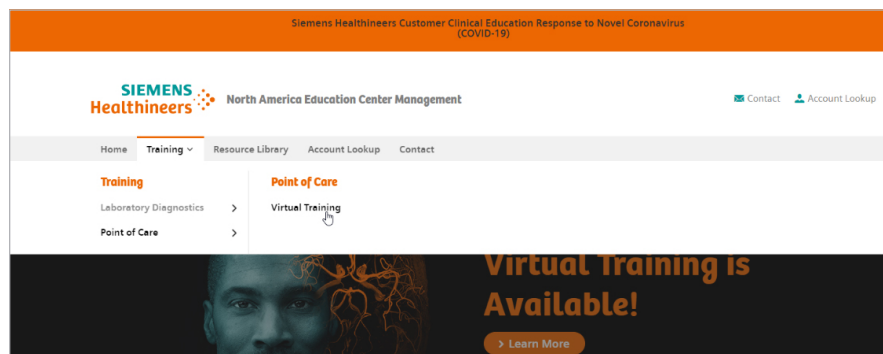 Siemens Healthineers Customer Clinical Education Response to Novel Coronavirus
(COVID-19)
SIEMENS
Healthineers
North America Education Center Management
Contact
Account Lookup
Home
Training
Resource Library
Account Lookup
Contact
Training
Laboratory Diagnostics
Point of Care
Point of Care
Virtual Training
Virtual Training is
Available!
Learn More